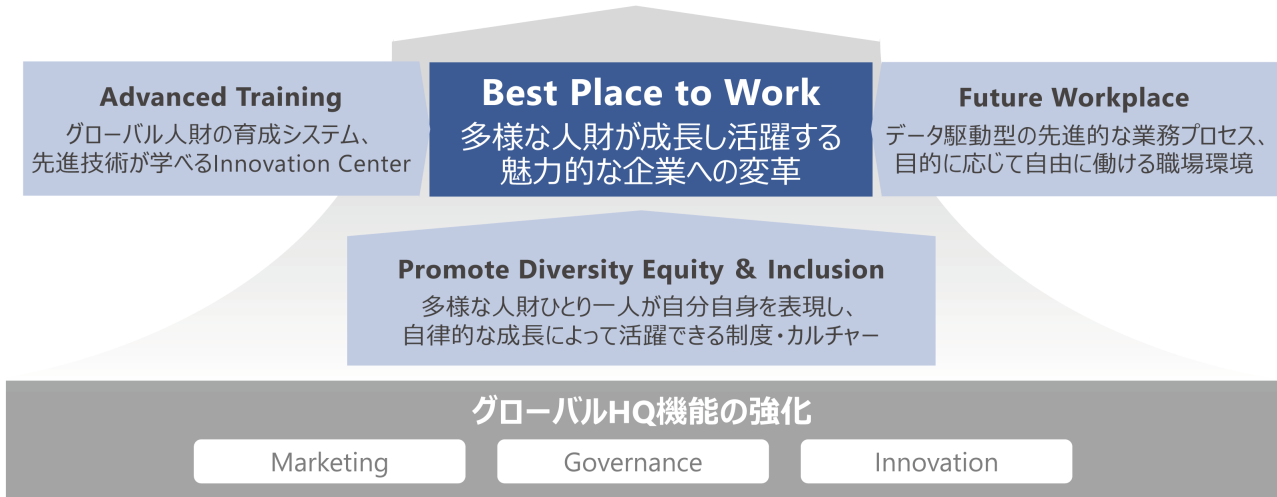 Advanced Training
グローバル人財の育成システム、
先進技術が学べるInnovation Center
Best Place to Work
多様な人財が成長し活躍する
魅力的な企業への変革
Future Workplace
データ駆動型の先進的な業務プロセス、
目的に応じて自由に働ける職場環境
Promote Diversity Equity & Inclusion
多様な人財ひとり一人が自分自身を表現し、
自律的な成長によって活躍できる制度・カルチャー
グローバルHQ機能の強化
Marketing
Governance
Innovation